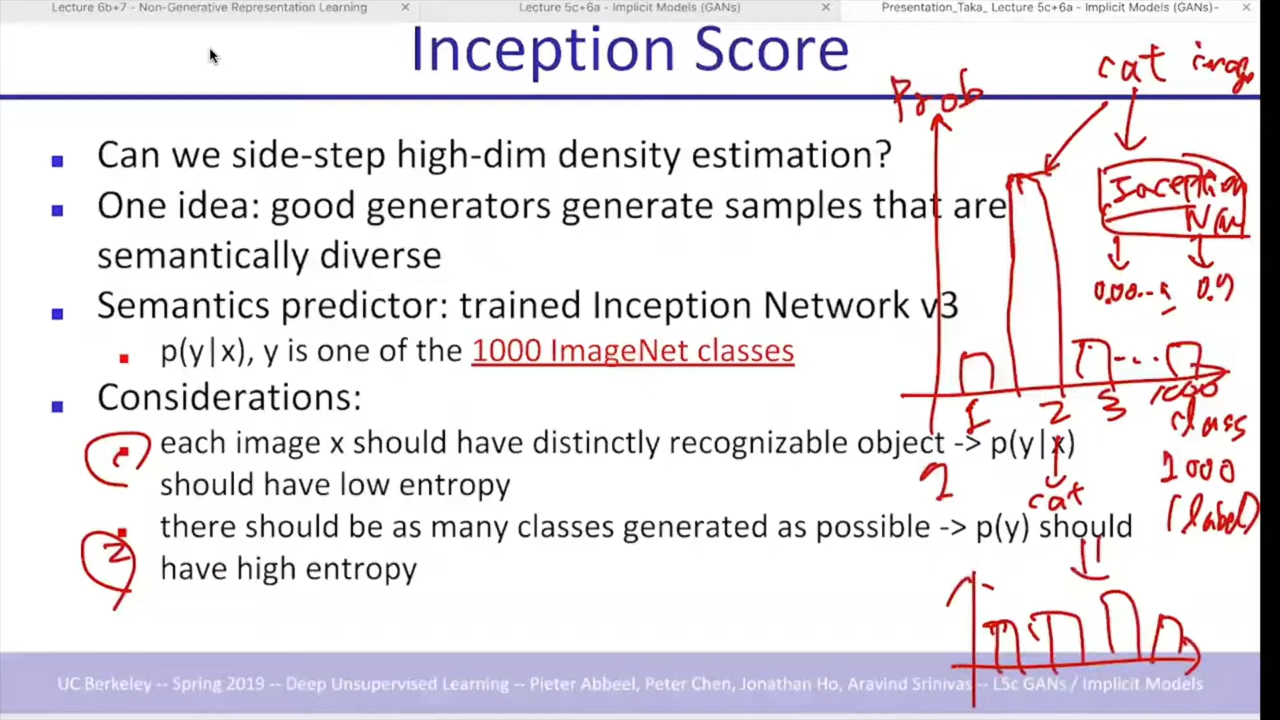 Lecture 6b+7 - Non-Generative Representation Learning
Lecture 5c+6a - Implicit Models (GANs)
Presentation_Taka_ Lecture 5c+6a - Implicit Models (GANs)-
Inception Score
Can we side-step high-dim density estimation?
One idea: good generators generate samples that are
semantically diverse
Semantics predictor: trained Inception Network v3
p(y|x), y is one of the 1000 ImageNet classes
Considerations:
each image x should have distinctly recognizable object -> p(y|x)
should have low entropy
there should be as many classes generated as possible -> p(y) should
have high entropy
cat image
Prob
Inception
0.00...
1
2
3
1000
class
1000
(label)
cat
2
UC Berkeley -- Spring 2019 -- Deep Unsupervised Learning -- Pieter Abbeel, Peter Chen, Jonathan Ho, Aravind Srinivas -- L5c GANs / Implicit Models